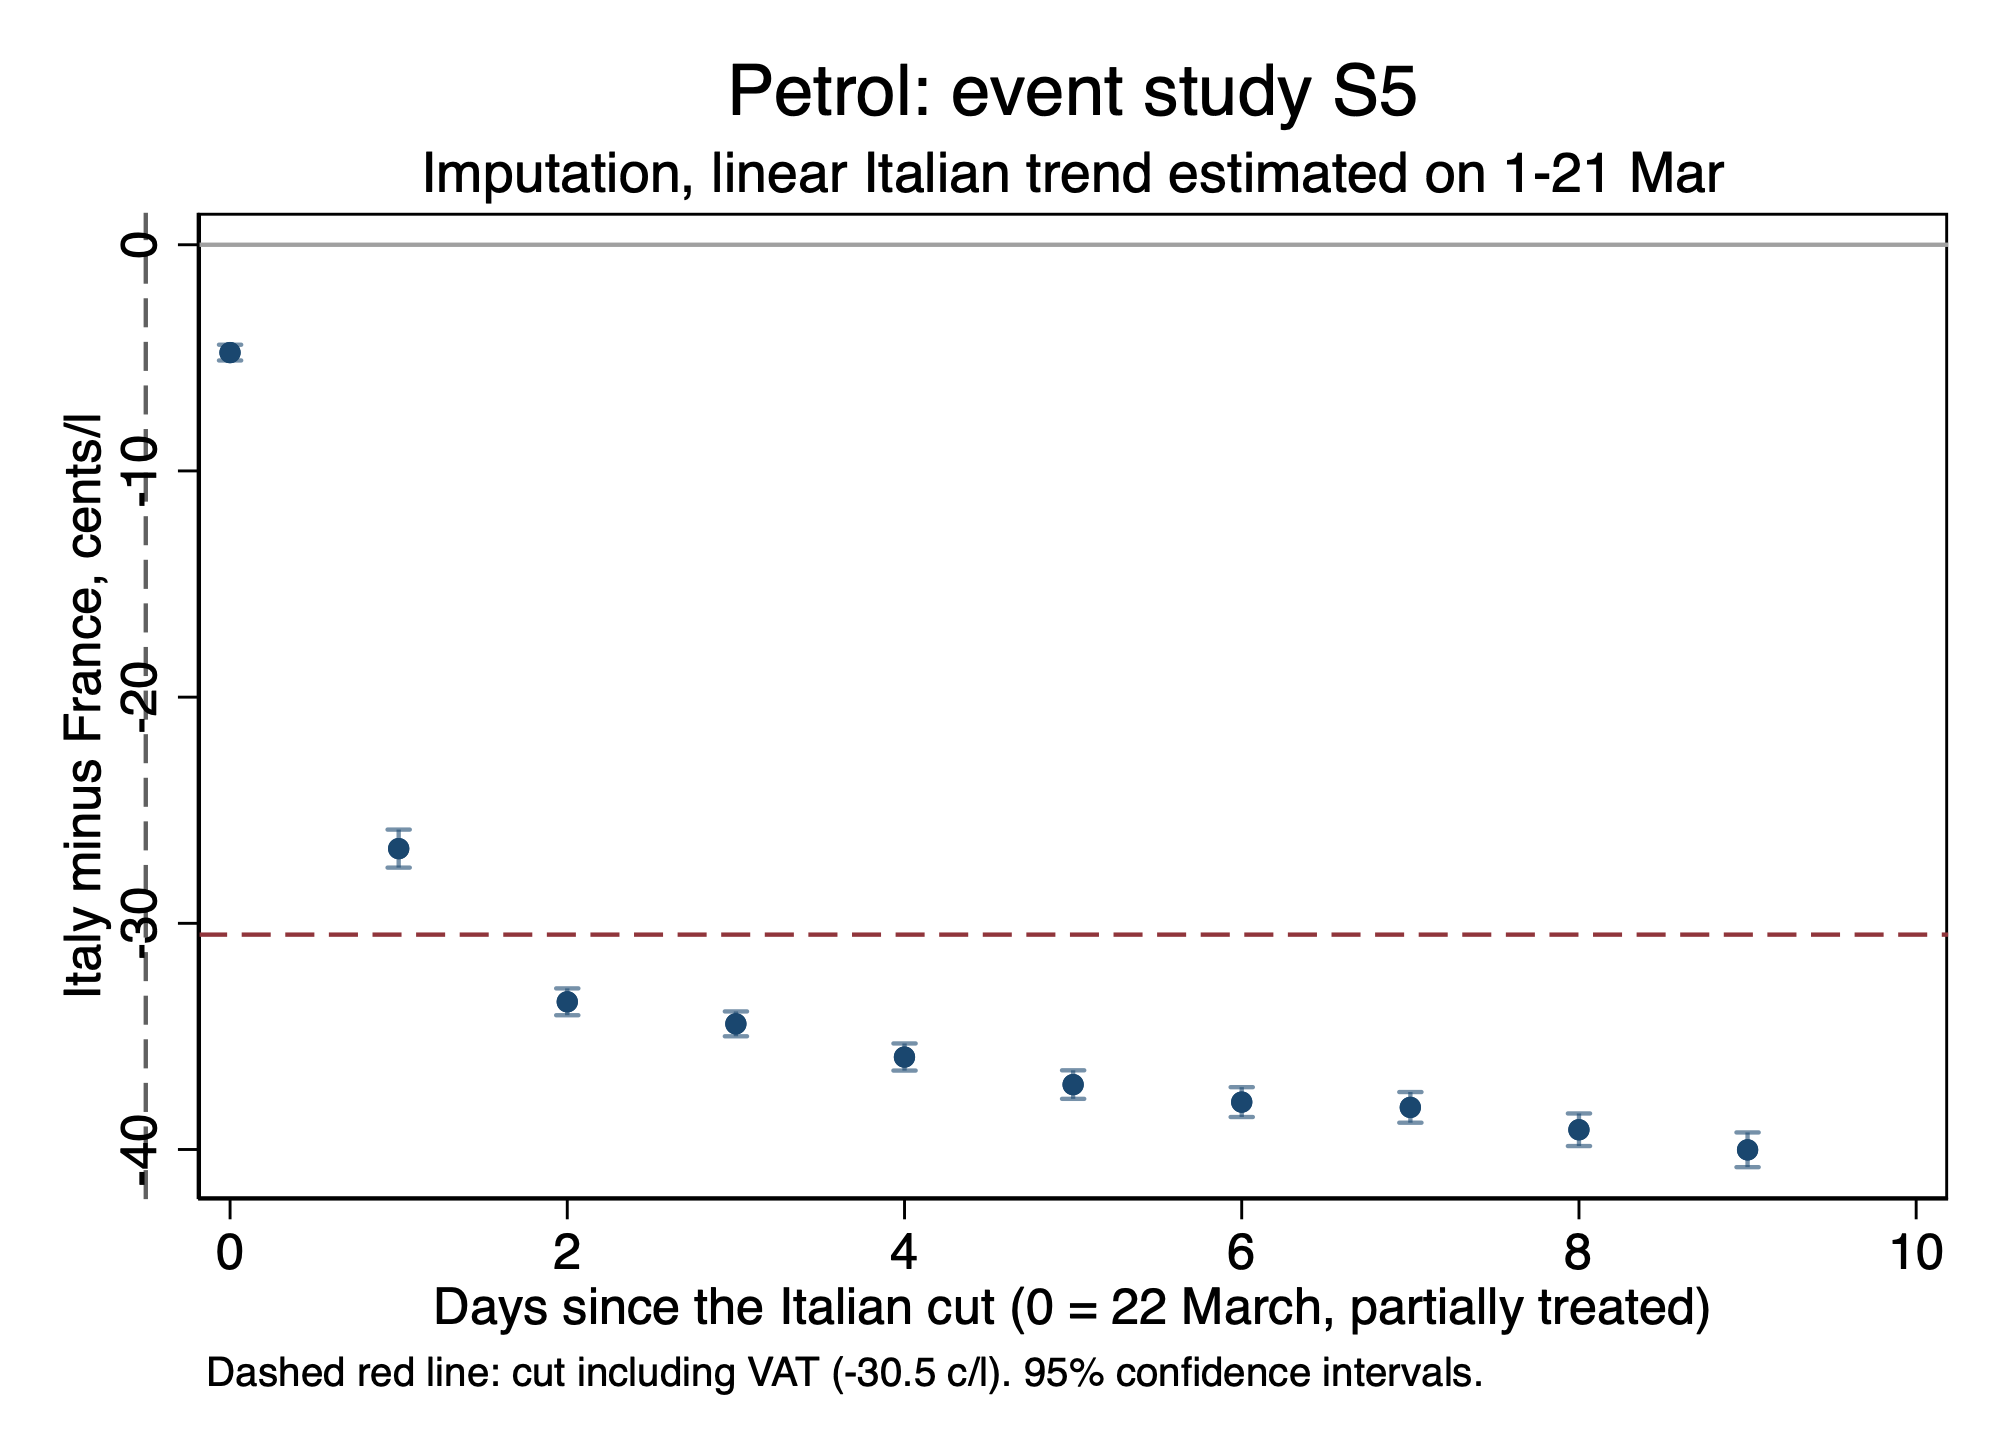 Petrol: event study S5
Imputation, linear Italian trend estimated on 1-21 Mar
Italy minus France, cents/l
0
-10
-20
-30
-40
0 2 4 6 8 10
Days since the Italian cut (0 = 22 March, partially treated)
Dashed red line: cut including VAT (-30.5 c/l). 95% confidence intervals.